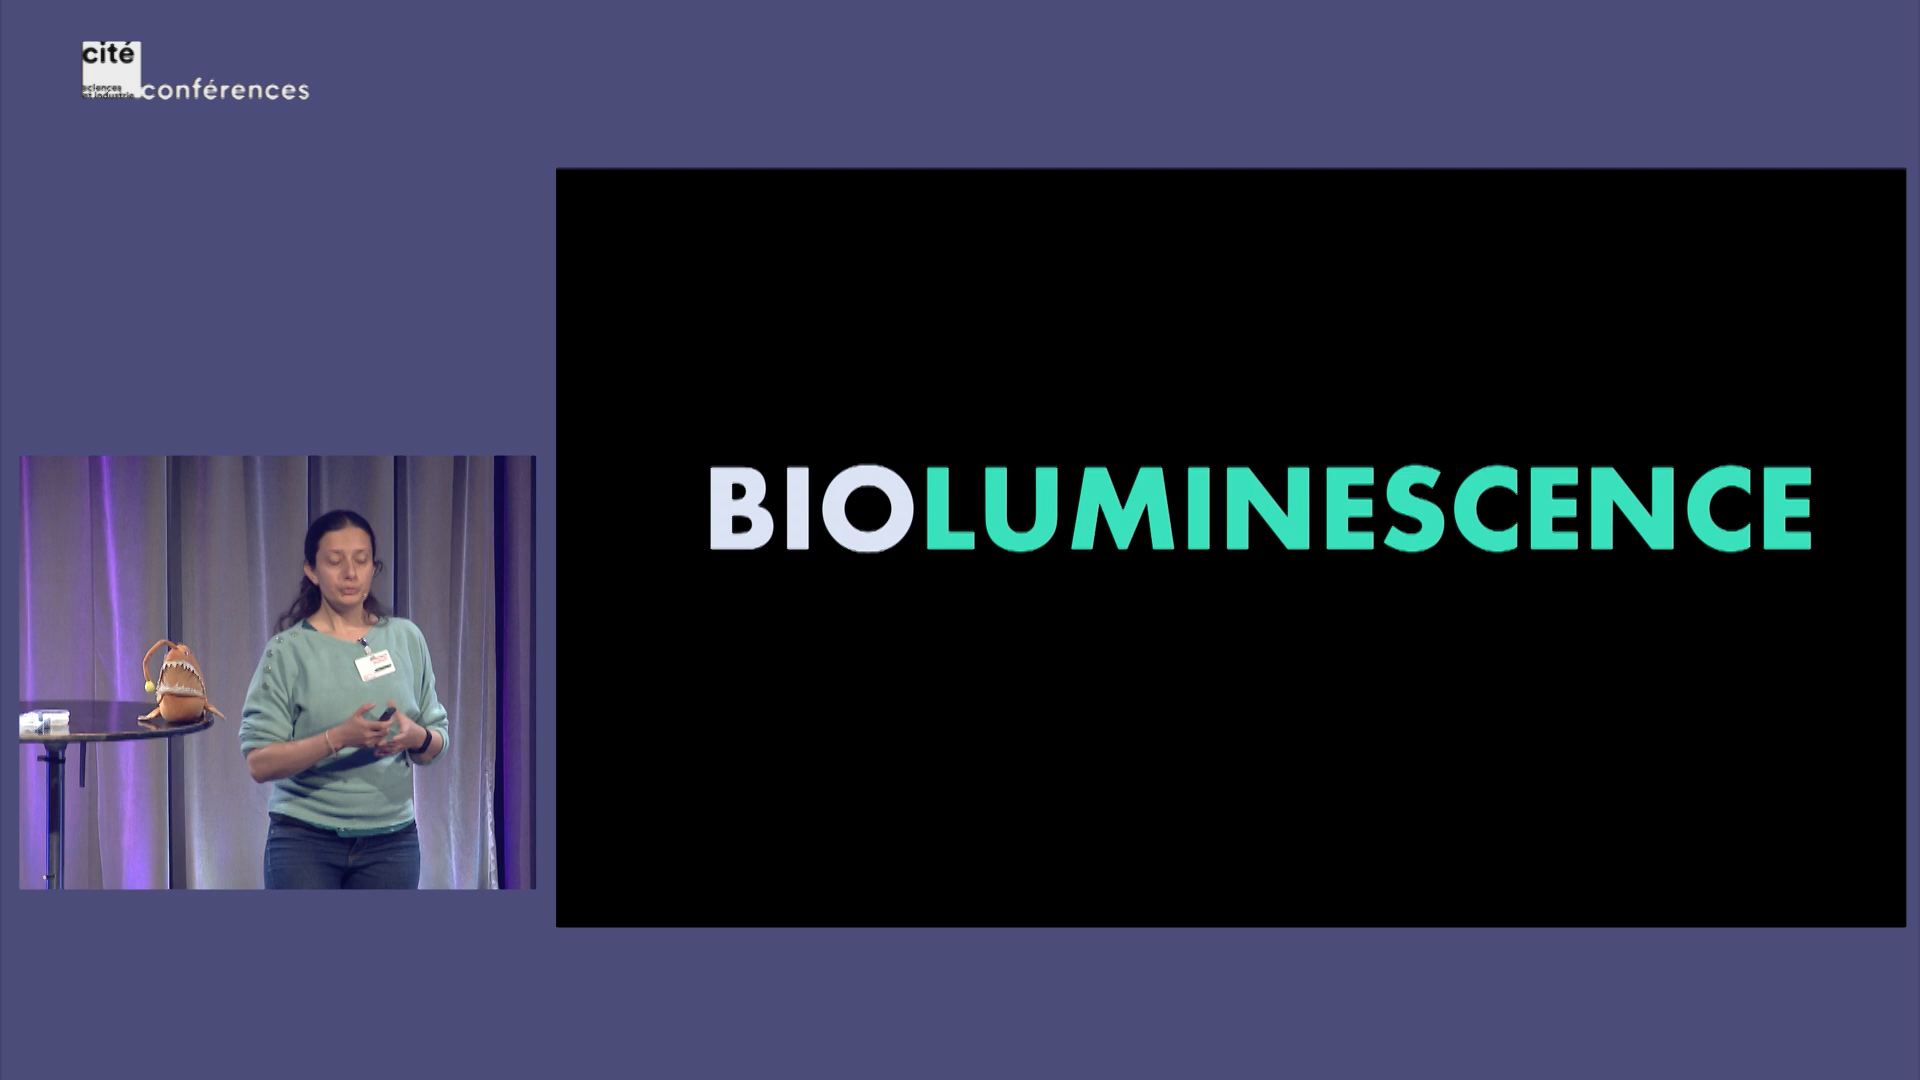 cité
sciences
et industrie
conférences
BIOLUMINESCENCE